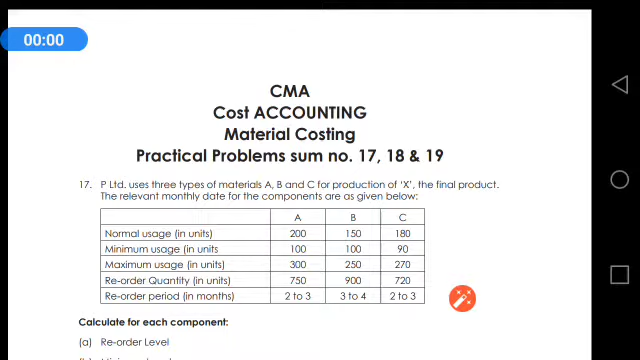 00:00
CMA
Cost ACCOUNTING
Material Costing
Practical Problems sum no. 17, 18 & 19
17. P Ltd. uses three types of materials A, B and C for production of ‘X’, the final product.
The relevant monthly date for the components are as given below:
A B C
Normal usage (in units) 200 150 180
Minimum usage (in units 100 100 90
Maximum usage (in units) 300 250 270
Re-order Quantity (in units) 750 900 720
Re-order period (in months) 2 to 3 3 to 4 2 to 3
Calculate for each component:
(a) Re-order Level